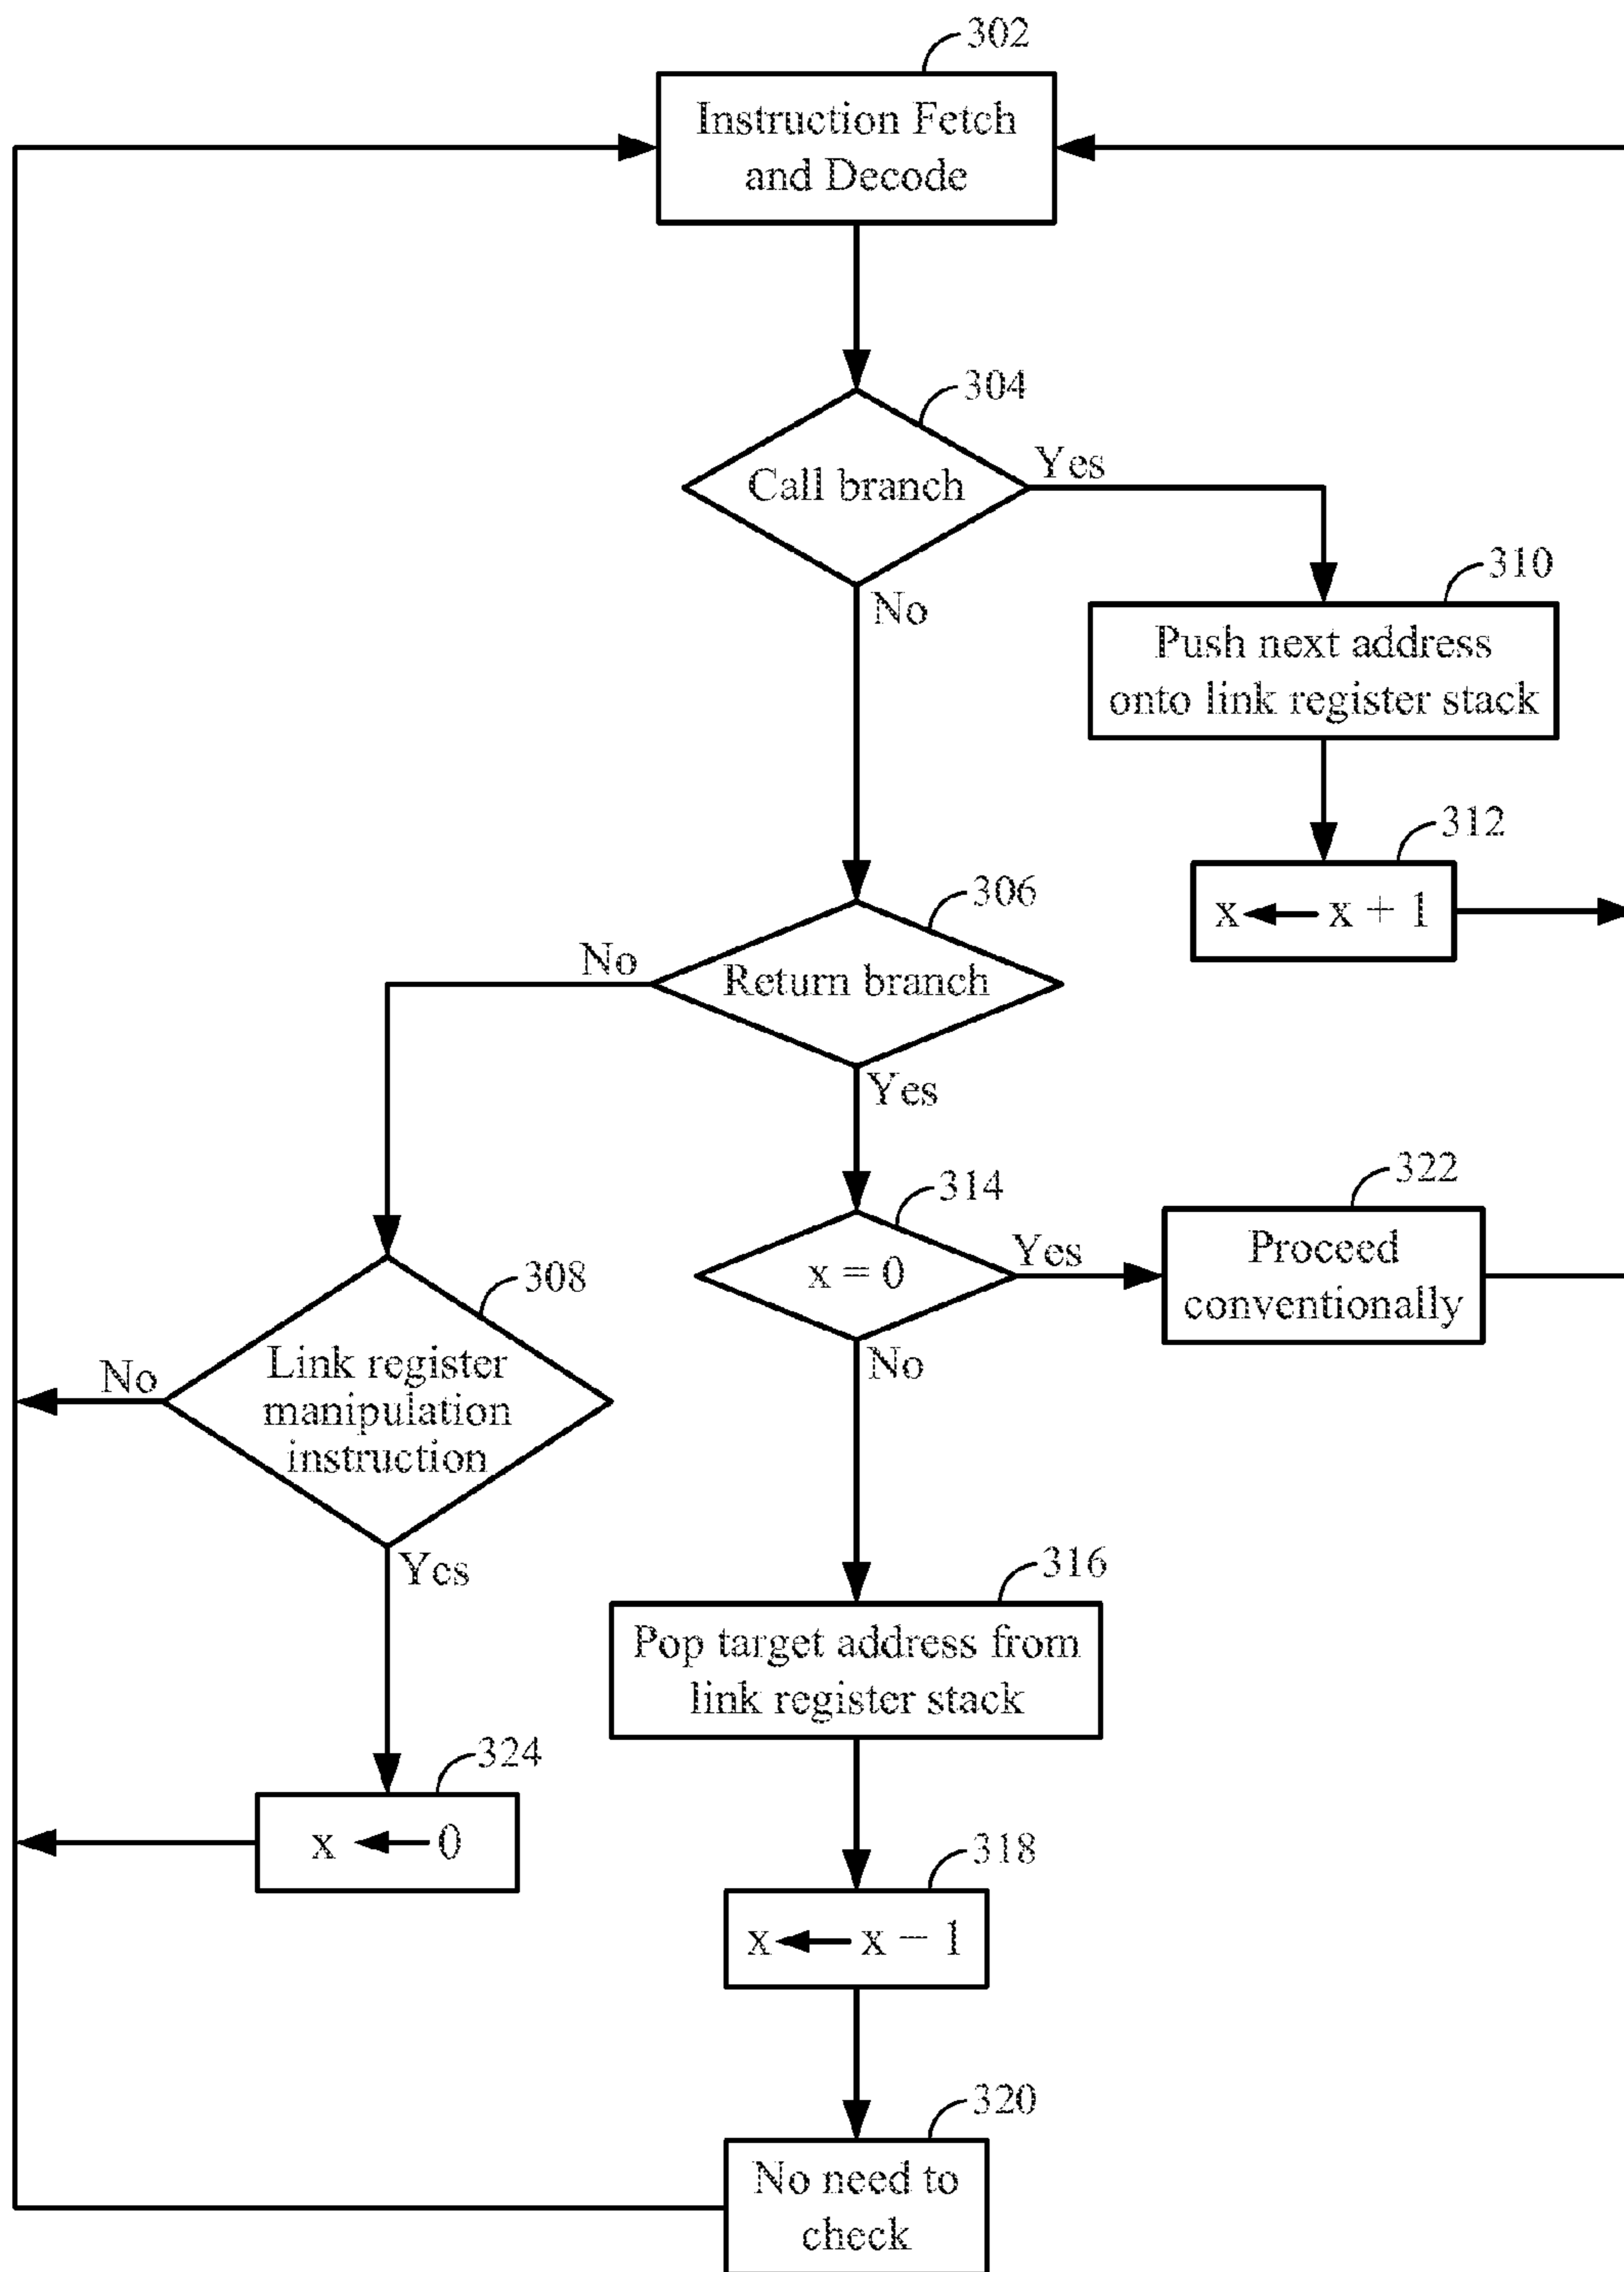 302
Instruction Fetch
and Decode
304
Call branch
Yes
No
310
Push next address
onto link register stack
312
x ← x + 1
306
Return branch
No
Yes
314
x = 0
Yes
No
322
Proceed
conventionally
308
Link register
manipulation
instruction
No
Yes
316
Pop target address from
link register stack
324
x ← 0
318
x ← x − 1
320
No need to
check